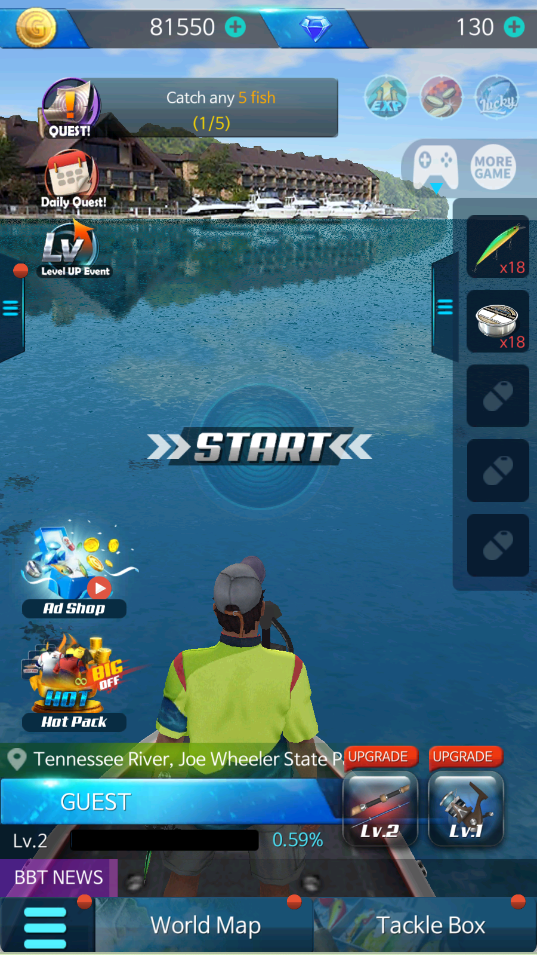 81550
130
Catch any 5 fish
(1/5)
QUEST!
EXP
Lucky
MORE
GAME
Daily Quest!
Lv
Level UP Event
x18
x18
START
Ad Shop
BIG
OFF
HOT
Hot Pack
Tennessee River, Joe Wheeler State P
UPGRADE
UPGRADE
GUEST
Lv.2
Lv.1
Lv.2
0.59%
BBT NEWS
World Map
Tackle Box